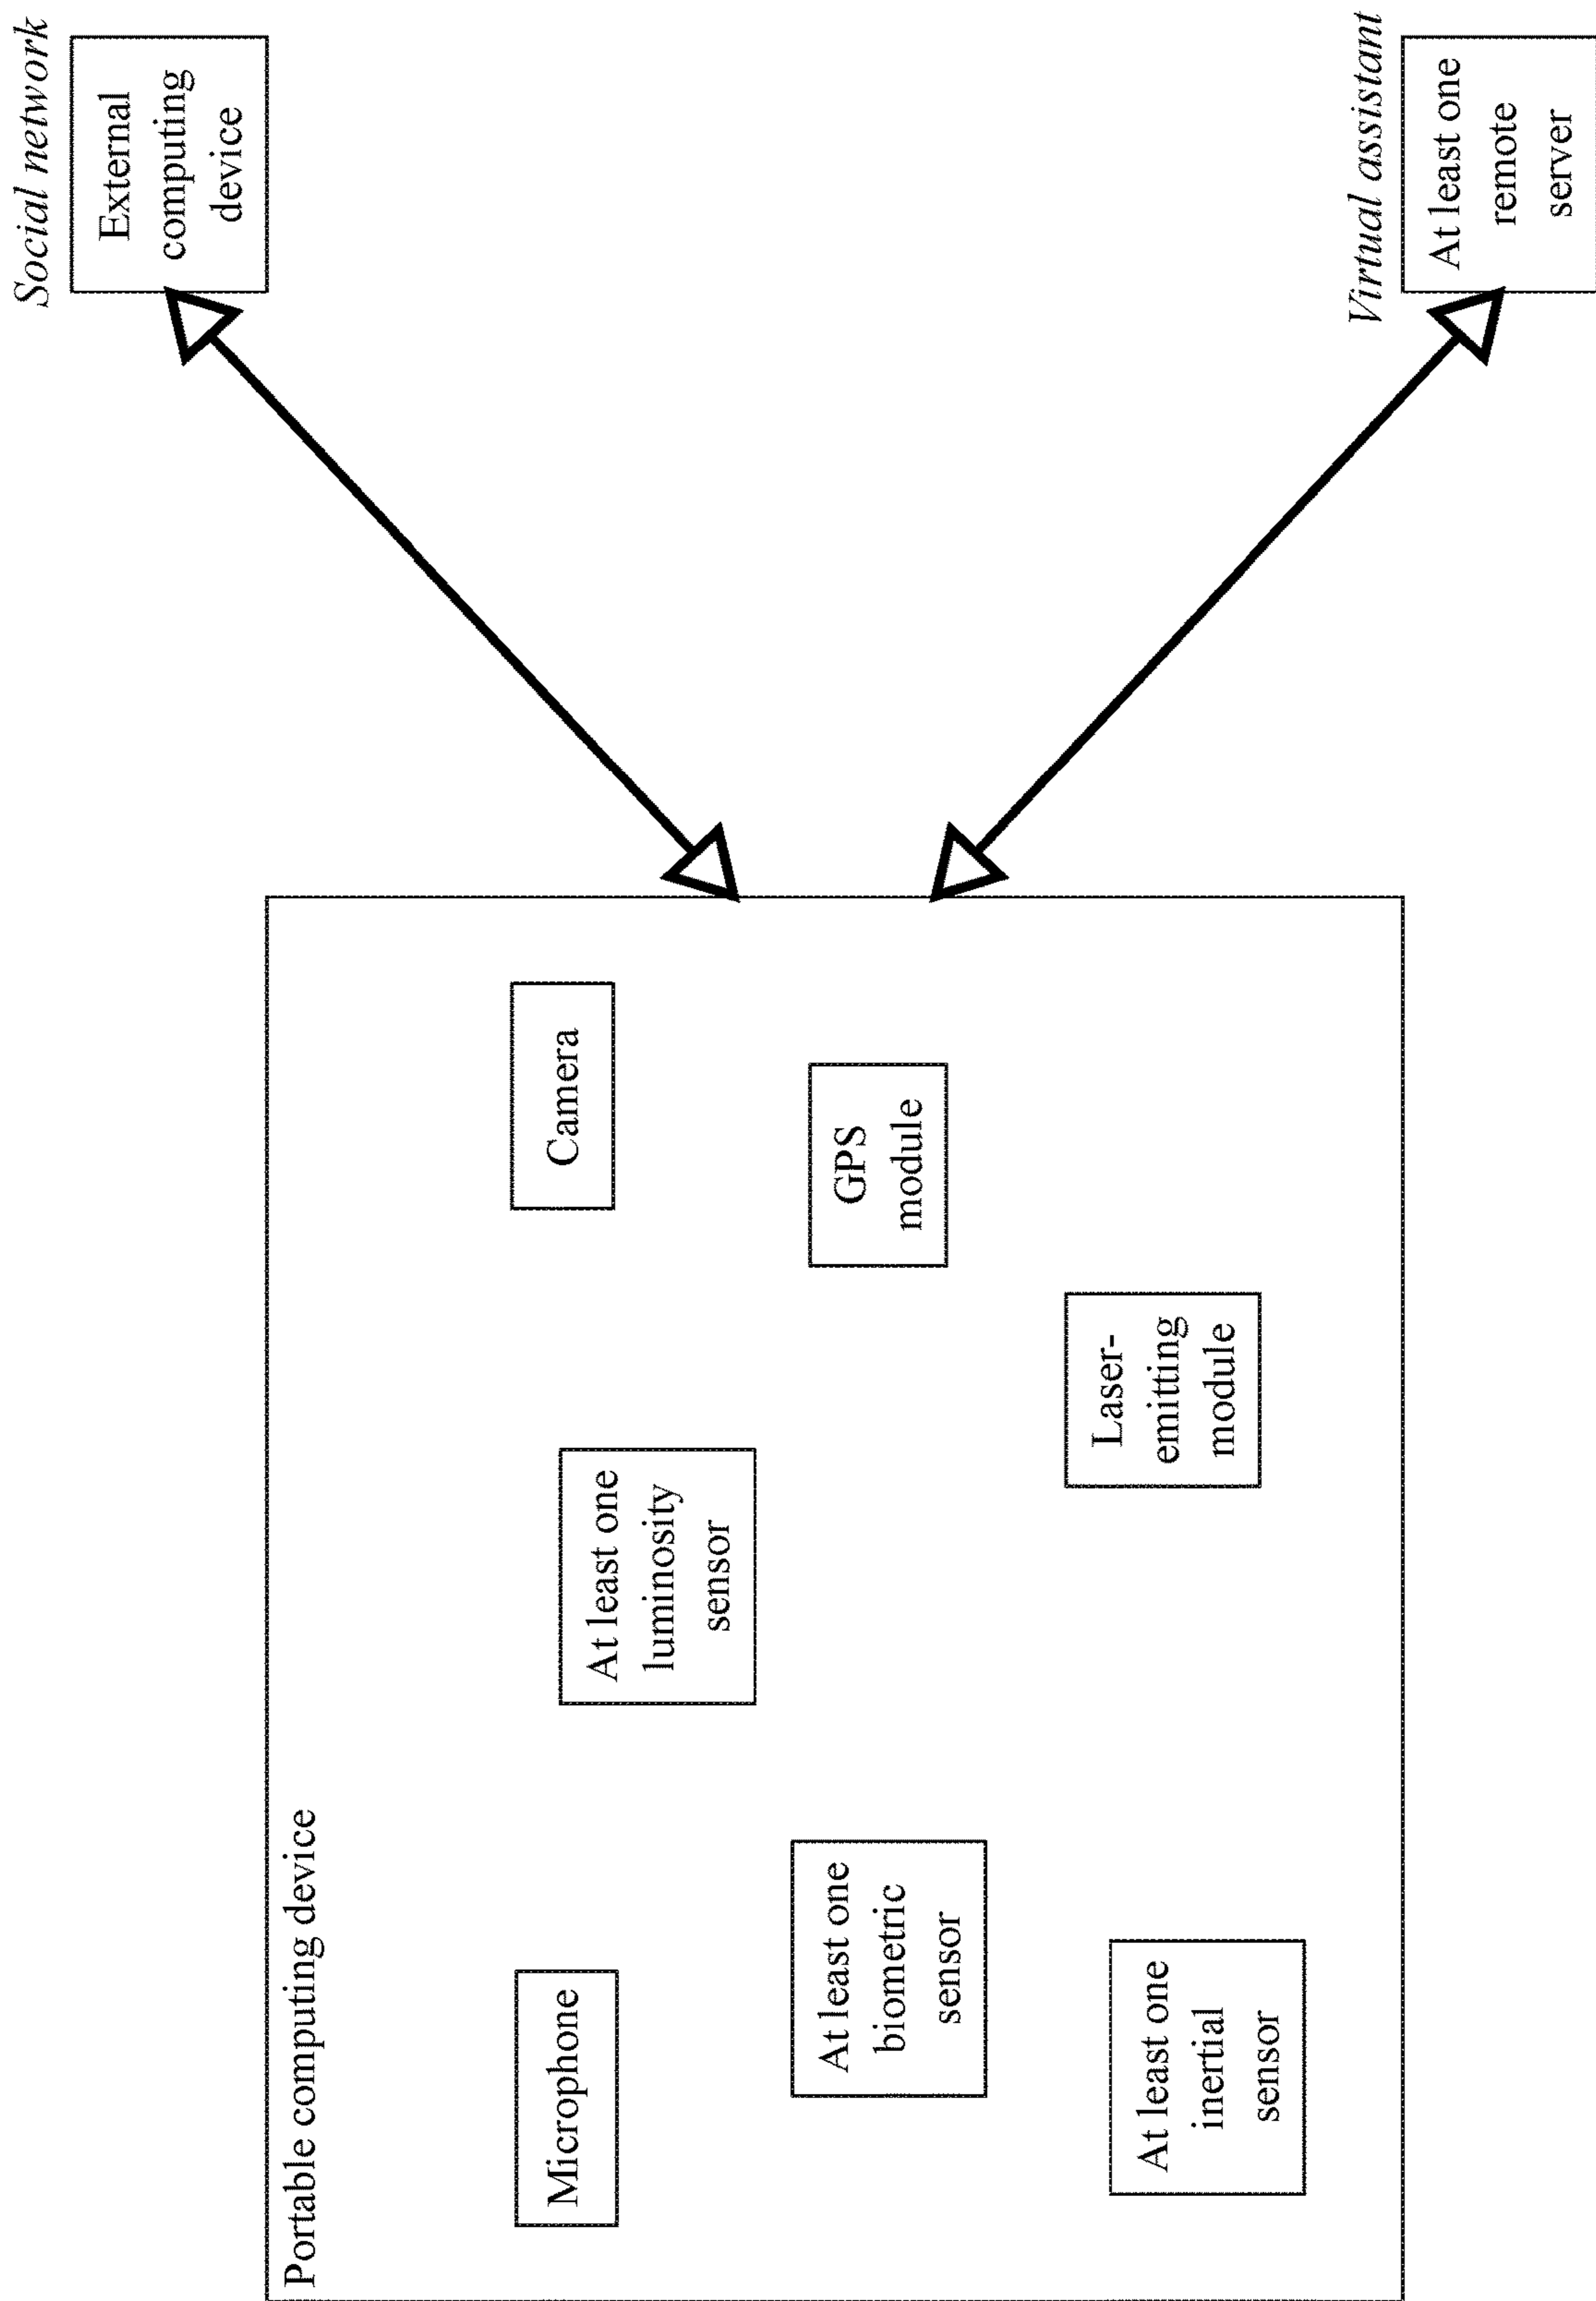 Portable computing device
Microphone
At least one
biometric
sensor
At least one
inertial
sensor
At least one
luminosity
sensor
Camera
GPS
module
Laser-
emitting
module
Social network
External
computing
device
Virtual assistant
At least one
remote
server